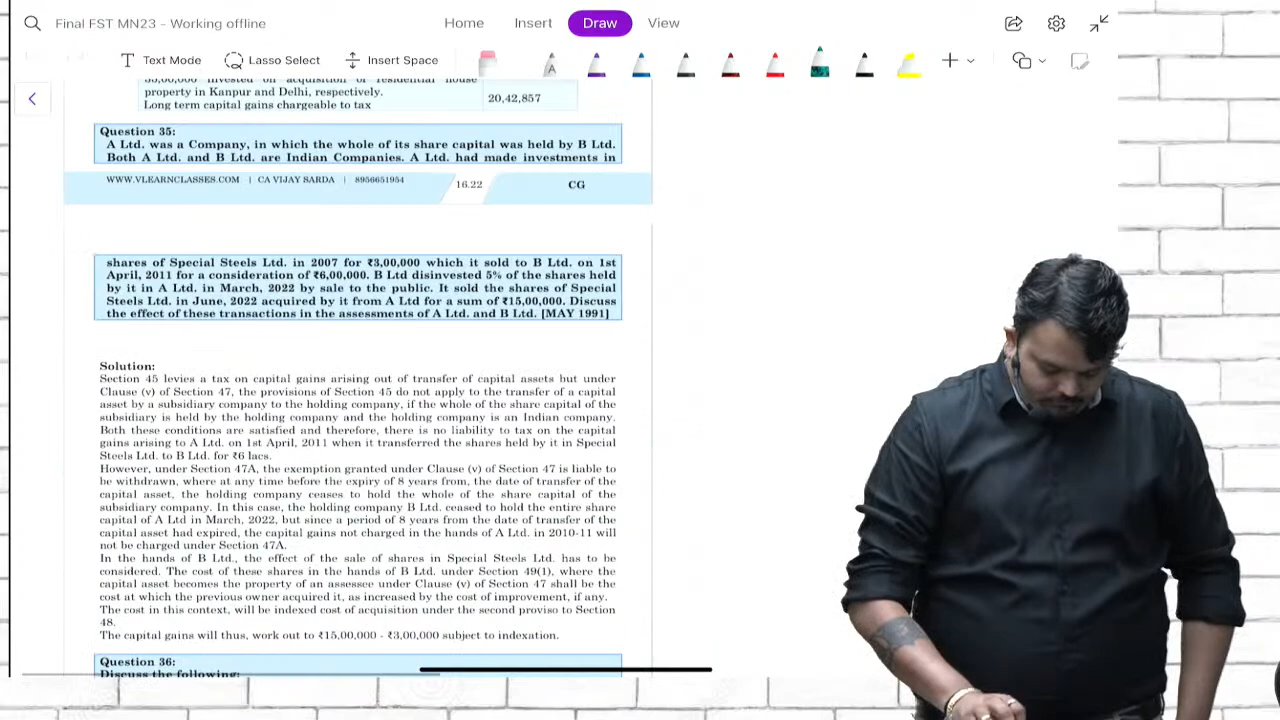 Final FST MN23 - Working offline
Home Insert Draw View
Text Mode Lasso Select Insert Space
50,00,000 invested on acquisition of residential house
property in Kanpur and Delhi, respectively.
Long term capital gains chargeable to tax 20,42,857
Question 35:
A Ltd. was a Company, in which the whole of its share capital was held by B Ltd.
Both A Ltd. and B Ltd. are Indian Companies. A Ltd. had made investments in
WWW.VLEARNCLASSES.COM | CA VIJAY SARDA | 8956651954 16.22 CG
shares of Special Steels Ltd. in 2007 for ₹3,00,000 which it sold to B Ltd. on 1st
April, 2011 for a consideration of ₹6,00,000. B Ltd disinvested 5% of the shares held
by it in A Ltd. in March, 2022 by sale to the public. It sold the shares of Special
Steels Ltd. in June, 2022 acquired by it from A Ltd for a sum of ₹15,00,000. Discuss
the effect of these transactions in the assessments of A Ltd. and B Ltd. [MAY 1991]
Solution:
Section 45 levies a tax on capital gains arising out of transfer of capital assets but under
Clause (v) of Section 47, the provisions of Section 45 do not apply to the transfer of a capital
asset by a subsidiary company to the holding company, if the whole of the share capital of the
subsidiary is held by the holding company and the holding company is an Indian company.
Both these conditions are satisfied and therefore, there is no liability to tax on the capital
gains arising to A Ltd. on 1st April, 2011 when it transferred the shares held by it in Special
Steels Ltd. to B Ltd. for ₹6 lacs.
However, under Section 47A, the exemption granted under Clause (v) of Section 47 is liable to
be withdrawn, where at any time before the expiry of 8 years from, the date of transfer of the
capital asset, the holding company ceases to hold the whole of the share capital of the
subsidiary company. In this case, the holding company B Ltd. ceased to hold the entire share
capital of A Ltd in March, 2022, but since a period of 8 years from the date of transfer of the
capital asset had expired, the capital gains not charged in the hands of A Ltd. in 2010-11 will
not be charged under Section 47A.
In the hands of B Ltd., the effect of the sale of shares in Special Steels Ltd. has to be
considered. The cost of these shares in the hands of B Ltd. under Section 49(1), where the
capital asset becomes the property of an assessee under Clause (v) of Section 47 shall be the
cost at which the previous owner acquired it, as increased by the cost of improvement, if any.
The cost in this context, will be indexed cost of acquisition under the second proviso to Section
48.
The capital gains will thus, work out to ₹15,00,000 - ₹3,00,000 subject to indexation.
Question 36:
Discuss the following: